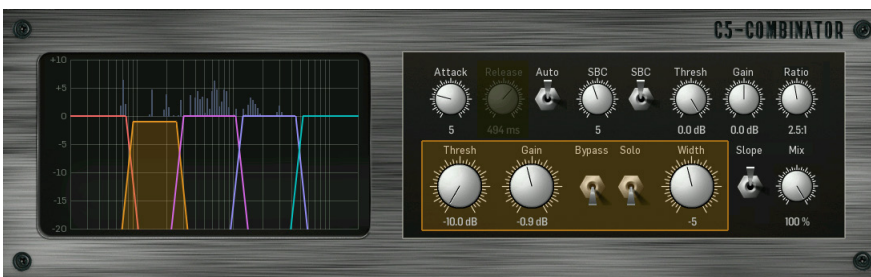 C5-COMBINATOR
+10
+5
0
-5
-10
-15
-20
Attack Release Auto SBC SBC Thresh Gain Ratio
5 494 ms 5 0.0 dB 0.0 dB 2.5:1
Thresh Gain Bypass Solo Width Slope Mix
-10.0 dB -0.9 dB -5 100 %